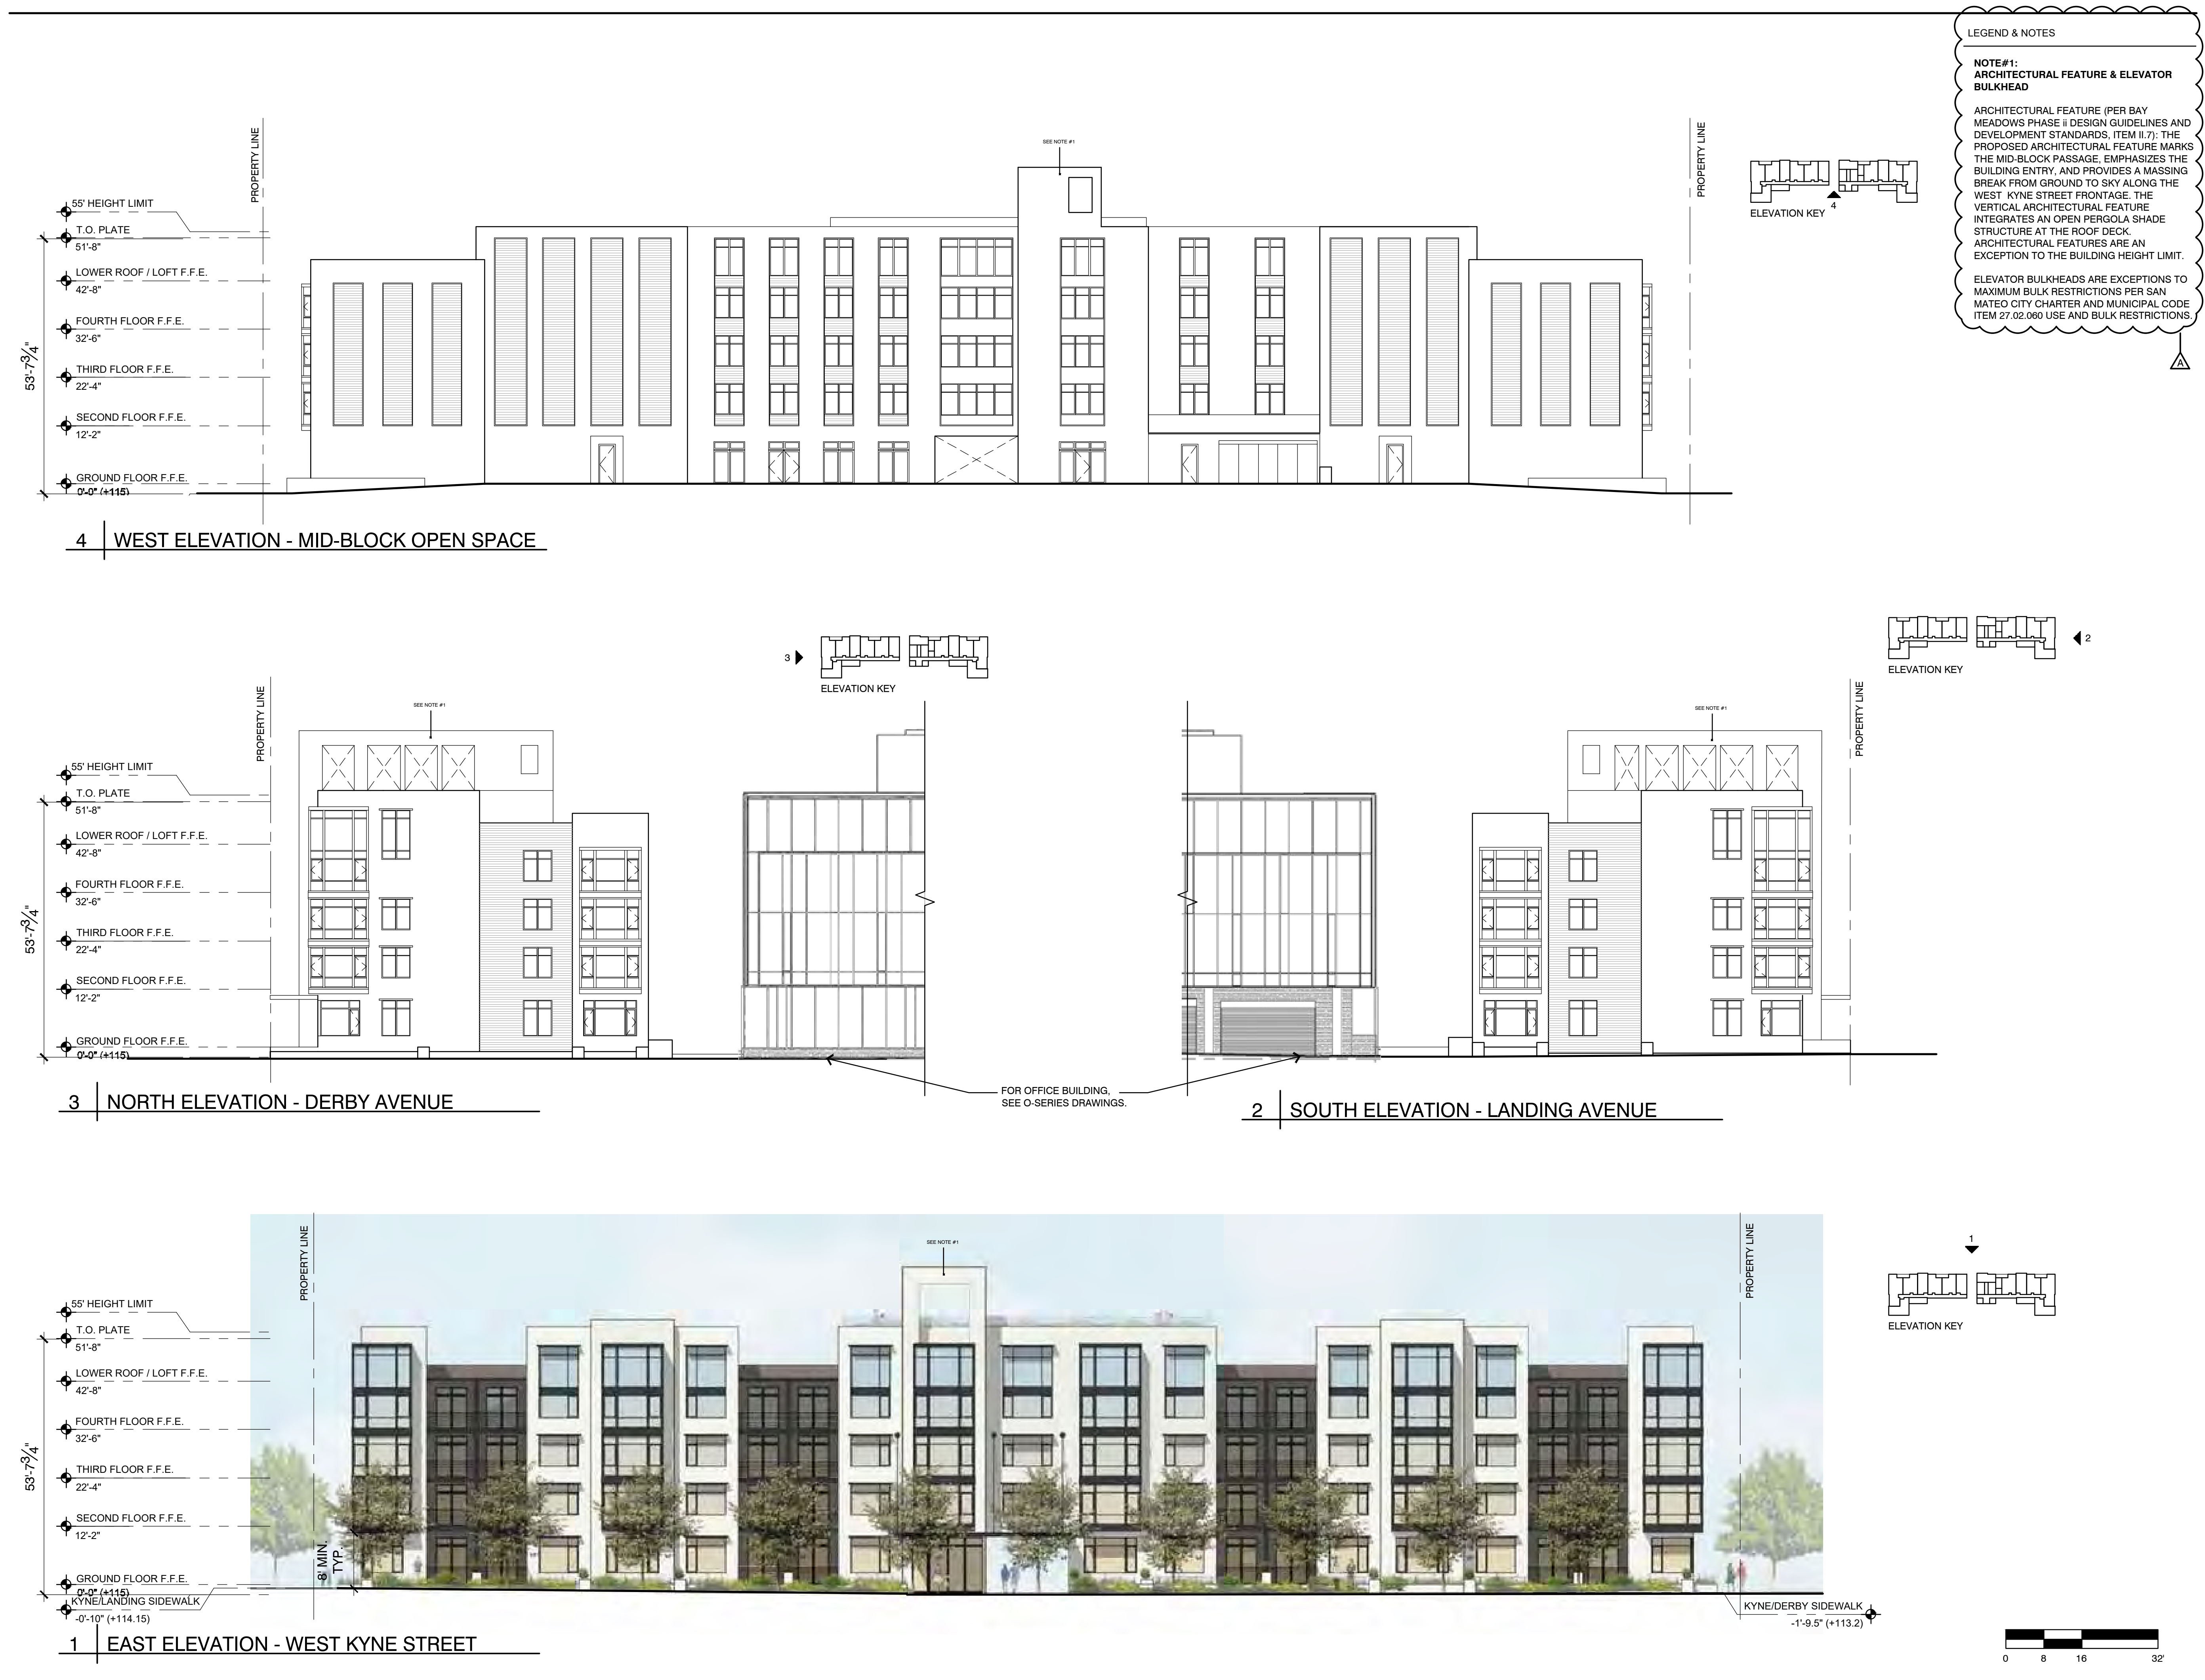 LEGEND & NOTES
NOTE#1:
ARCHITECTURAL FEATURE & ELEVATOR
BULKHEAD
ARCHITECTURAL FEATURE (PER BAY
MEADOWS PHASE ii DESIGN GUIDELINES AND
DEVELOPMENT STANDARDS, ITEM II.7): THE
PROPOSED ARCHITECTURAL FEATURE MARKS
THE MID-BLOCK PASSAGE, EMPHASIZES THE
BUILDING ENTRY, AND PROVIDES A MASSING
BREAK FROM GROUND TO SKY ALONG THE
WEST KYNE STREET FRONTAGE. THE
VERTICAL ARCHITECTURAL FEATURE
INTEGRATES AN OPEN PERGOLA SHADE
STRUCTURE AT THE ROOF DECK.
ARCHITECTURAL FEATURES ARE AN
EXCEPTION TO THE BUILDING HEIGHT LIMIT.
ELEVATOR BULKHEADS ARE EXCEPTIONS TO
MAXIMUM BULK RESTRICTIONS PER SAN
MATEO CITY CHARTER AND MUNICIPAL CODE
ITEM 27.02.060 USE AND BULK RESTRICTIONS.
A
PROPERTY LINE
SEE NOTE #1
PROPERTY LINE
ELEVATION KEY
4
55' HEIGHT LIMIT
T.O. PLATE
51'-8"
LOWER ROOF / LOFT F.F.E.
42'-8"
FOURTH FLOOR F.F.E.
32'-6"
THIRD FLOOR F.F.E.
22'-4"
SECOND FLOOR F.F.E.
12'-2"
GROUND FLOOR F.F.E.
0'-0" (+115)
53'-7¾"
4 WEST ELEVATION - MID-BLOCK OPEN SPACE
3
ELEVATION KEY
2
ELEVATION KEY
PROPERTY LINE
SEE NOTE #1
SEE NOTE #1
PROPERTY LINE
55' HEIGHT LIMIT
T.O. PLATE
51'-8"
LOWER ROOF / LOFT F.F.E.
42'-8"
FOURTH FLOOR F.F.E.
32'-6"
THIRD FLOOR F.F.E.
22'-4"
SECOND FLOOR F.F.E.
12'-2"
GROUND FLOOR F.F.E.
0'-0" (+115)
53'-7¾"
FOR OFFICE BUILDING,
SEE O-SERIES DRAWINGS.
3 NORTH ELEVATION - DERBY AVENUE
2 SOUTH ELEVATION - LANDING AVENUE
PROPERTY LINE
SEE NOTE #1
PROPERTY LINE
1
ELEVATION KEY
55' HEIGHT LIMIT
T.O. PLATE
51'-8"
LOWER ROOF / LOFT F.F.E.
42'-8"
FOURTH FLOOR F.F.E.
32'-6"
THIRD FLOOR F.F.E.
22'-4"
SECOND FLOOR F.F.E.
12'-2"
GROUND FLOOR F.F.E.
0'-0" (+115)
KYNE/LANDING SIDEWALK
-0'-10" (+114.15)
53'-7¾"
8' MIN.
TYP.
KYNE/DERBY SIDEWALK
-1'-9.5" (+113.2)
1 EAST ELEVATION - WEST KYNE STREET
0 8 16 32'